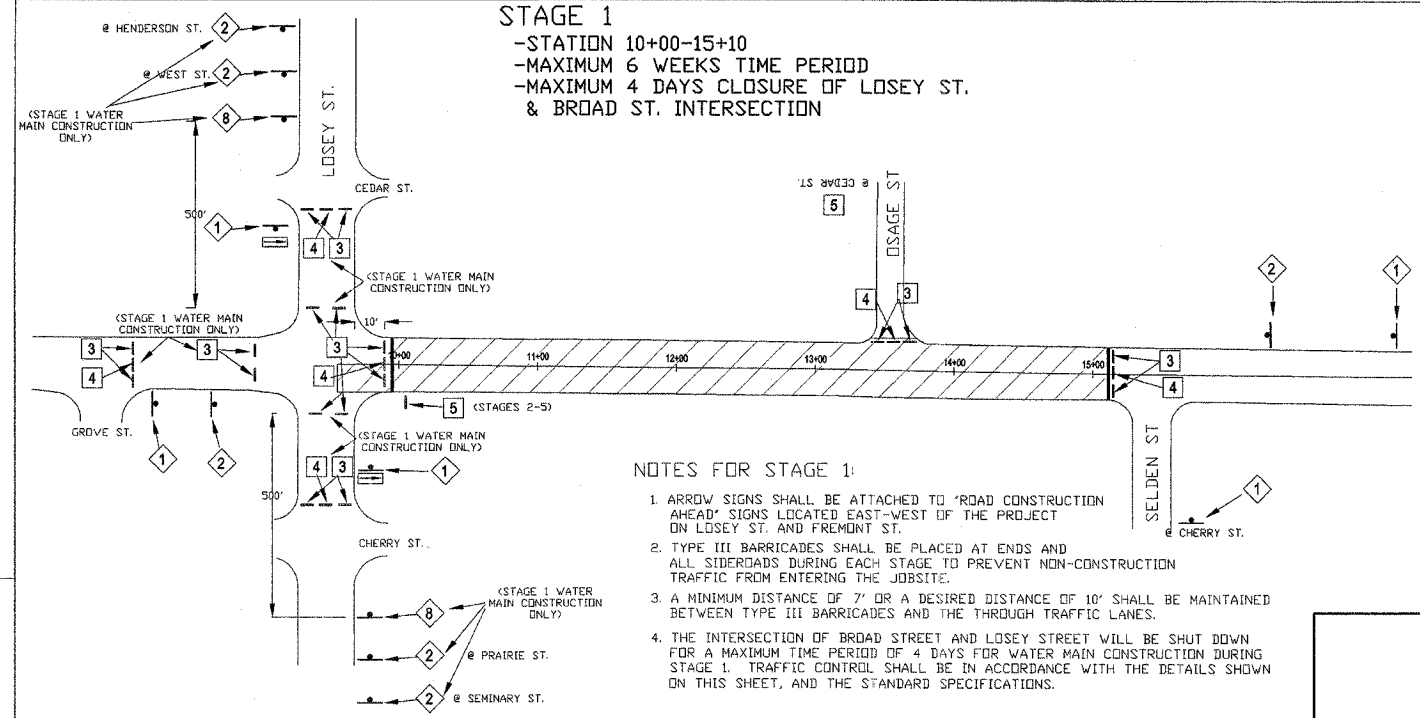 STAGE 1
-STATION 10+00-15+10
-MAXIMUM 6 WEEKS TIME PERIOD
-MAXIMUM 4 DAYS CLOSURE OF LOSEY ST.
& BROAD ST. INTERSECTION
@ HENDERSON ST.
2
@ WEST ST.
2
(STAGE 1 WATER
MAIN CONSTRUCTION
ONLY)
8
LOSEY ST.
CEDAR ST.
500'
1
4
3
(STAGE 1 WATER MAIN
CONSTRUCTION ONLY)
@ CEDAR ST
5
OSAGE ST
4
3
2
1
(STAGE 1 WATER MAIN
CONSTRUCTION ONLY)
10'
3
3
3
4
4
10+00
11+00
12+00
13+00
14+00
15+00
3
4
5
(STAGES 2-5)
GROVE ST.
1
2
(STAGE 1 WATER MAIN
CONSTRUCTION ONLY)
4
3
1
500'
CHERRY ST.
SELDEN ST
1
@ CHERRY ST.
(STAGE 1 WATER
MAIN CONSTRUCTION
ONLY)
8
2
@ PRAIRIE ST.
2
@ SEMINARY ST.
NOTES FOR STAGE 1:
1. ARROW SIGNS SHALL BE ATTACHED TO "ROAD CONSTRUCTION
AHEAD" SIGNS LOCATED EAST-WEST OF THE PROJECT
ON LOSEY ST. AND FREMONT ST.
2. TYPE III BARRICADES SHALL BE PLACED AT ENDS AND
ALL SIDEROADS DURING EACH STAGE TO PREVENT NON-CONSTRUCTION
TRAFFIC FROM ENTERING THE JOBSITE.
3. A MINIMUM DISTANCE OF 7' OR A DESIRED DISTANCE OF 10' SHALL BE MAINTAINED
BETWEEN TYPE III BARRICADES AND THE THROUGH TRAFFIC LANES.
4. THE INTERSECTION OF BROAD STREET AND LOSEY STREET WILL BE SHUT DOWN
FOR A MAXIMUM TIME PERIOD OF 4 DAYS FOR WATER MAIN CONSTRUCTION DURING
STAGE 1. TRAFFIC CONTROL SHALL BE IN ACCORDANCE WITH THE DETAILS SHOWN
ON THIS SHEET, AND THE STANDARD SPECIFICATIONS.